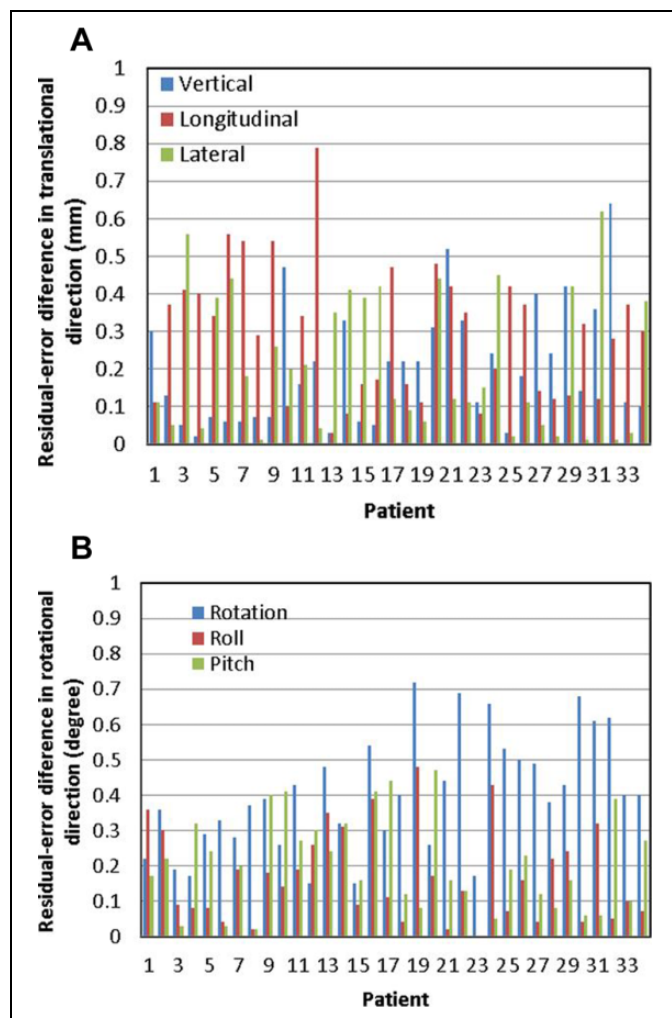 A
1
0.9
0.8
0.7
0.6
0.5
0.4
0.3
0.2
0.1
0
Residual-error diference in translational
direction (mm)
Vertical
Longitudinal
Lateral
1 3 5 7 9 11 13 15 17 19 21 23 25 27 29 31 33
Patient
B
1
0.9
0.8
0.7
0.6
0.5
0.4
0.3
0.2
0.1
0
Residual-error diference in rotational
direction (degree)
Rotation
Roll
Pitch
1 3 5 7 9 11 13 15 17 19 21 23 25 27 29 31 33
Patient